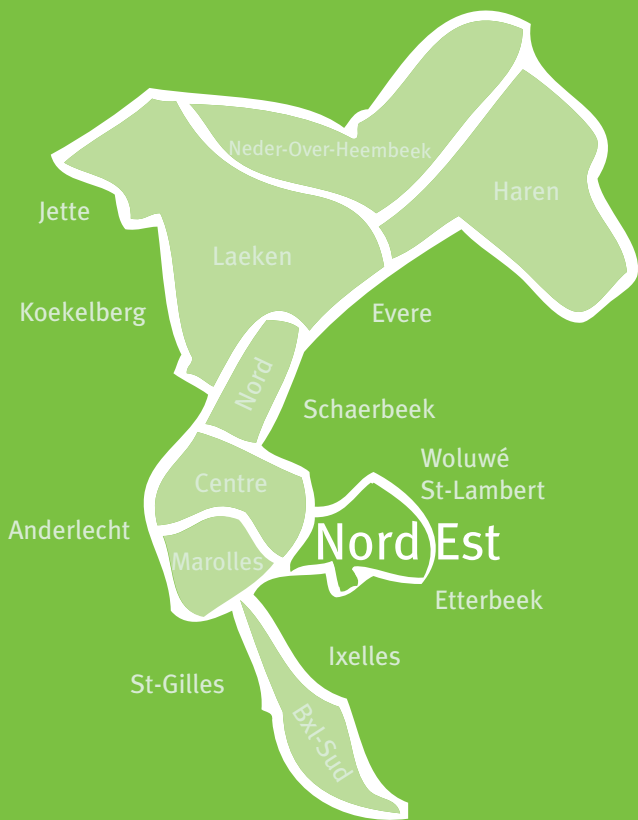 Neder-Over-Heembeek
Haren
Jette
Laeken
Koekelberg
Evere
Nord
Schaerbeek
Woluwé
St-Lambert
Centre
Anderlecht
Marolles
Nord Est
Etterbeek
Ixelles
St-Gilles
Bxl-Sud